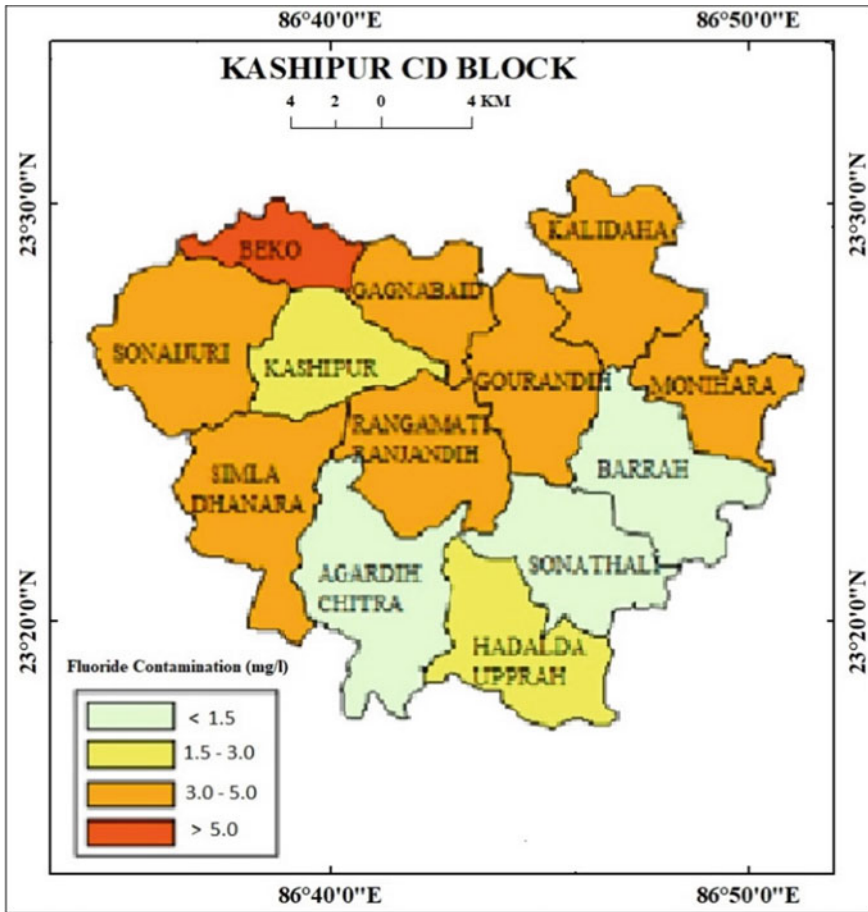 86°40'0"E
86°50'0"E
KASHIPUR CD BLOCK
4 2 0 4 KM
23°30'0"N
23°30'0"N
KALIDAHA
BEKO
GAGNABAID
SONAIJURI
KASHIPUR
GOURANDIH
MONIHARA
RANGAMATI
RANJANDIH
BARRAH
SIMLA
DHANARA
SONATHALI
AGARDIH
CHITRA
23°20'0"N
23°20'0"N
HADALDA
UPPRAH
Fluoride Contamination (mg/l)
< 1.5
1.5 - 3.0
3.0 - 5.0
> 5.0
86°40'0"E
86°50'0"E